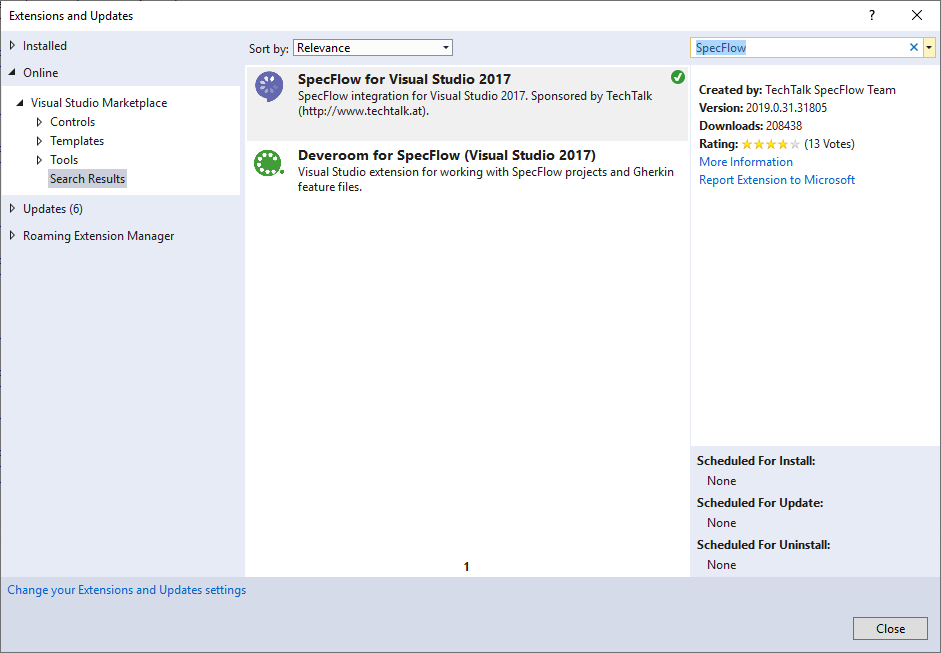 Extensions and Updates
?
Installed
Online
Visual Studio Marketplace
Controls
Templates
Tools
Search Results
Updates (6)
Roaming Extension Manager
Sort by: Relevance
SpecFlow for Visual Studio 2017
SpecFlow integration for Visual Studio 2017. Sponsored by TechTalk
(http://www.techtalk.at).
Deveroom for SpecFlow (Visual Studio 2017)
Visual Studio extension for working with SpecFlow projects and Gherkin
feature files.
1
SpecFlow
Created by: TechTalk SpecFlow Team
Version: 2019.0.31.31805
Downloads: 208438
Rating: (13 Votes)
More Information
Report Extension to Microsoft
Scheduled For Install:
None
Scheduled For Update:
None
Scheduled For Uninstall:
None
Change your Extensions and Updates settings
Close